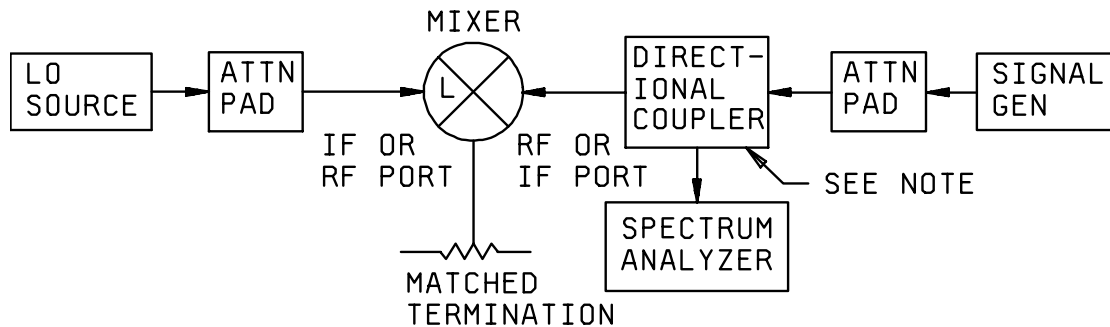 MIXER
LO
SOURCE
ATTN
PAD
L
DIRECT-
IONAL
COUPLER
ATTN
PAD
SIGNAL
GEN
IF OR
RF PORT
RF OR
IF PORT
SEE NOTE
SPECTRUM
ANALYZER
MATCHED
TERMINATION